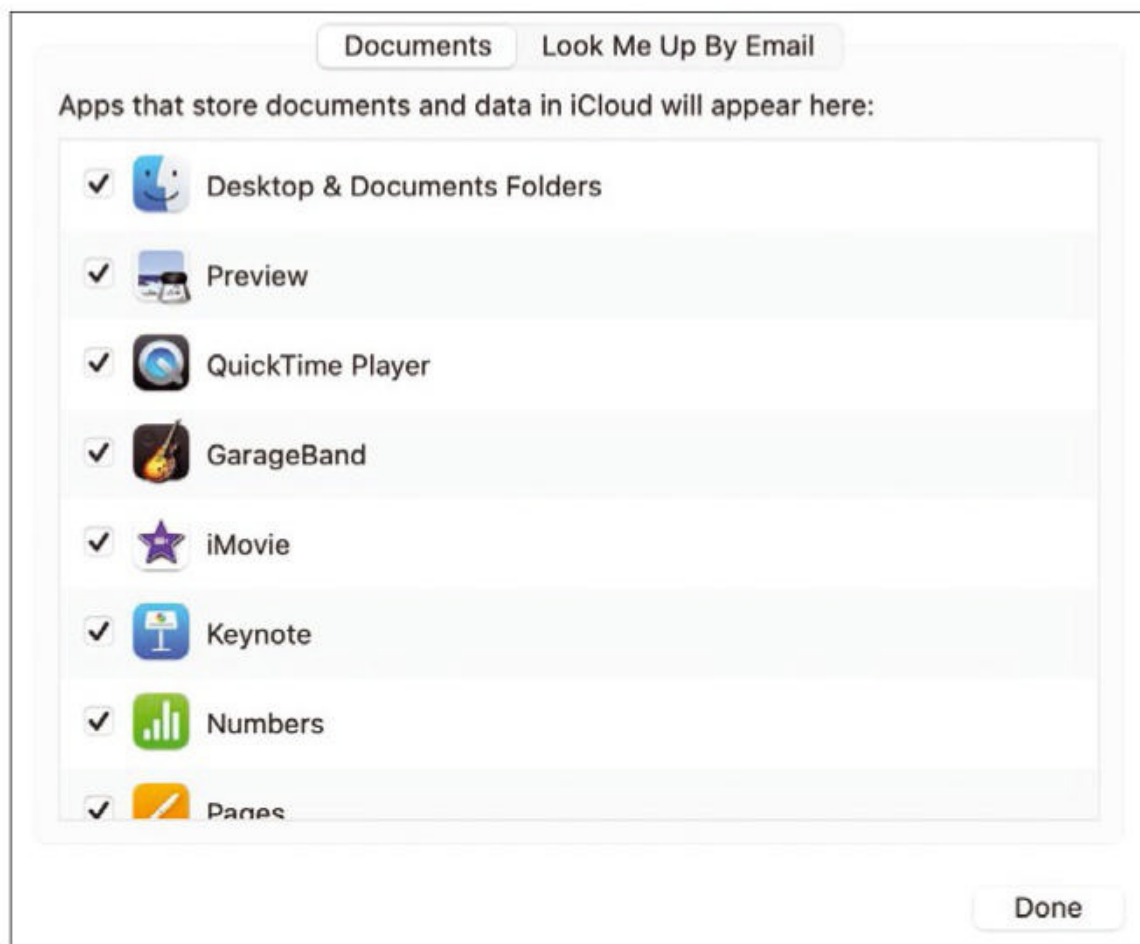 Documents
Look Me Up By Email
Apps that store documents and data in iCloud will appear here:
Desktop & Documents Folders
Preview
QuickTime Player
GarageBand
iMovie
Keynote
Numbers
Pages
Done